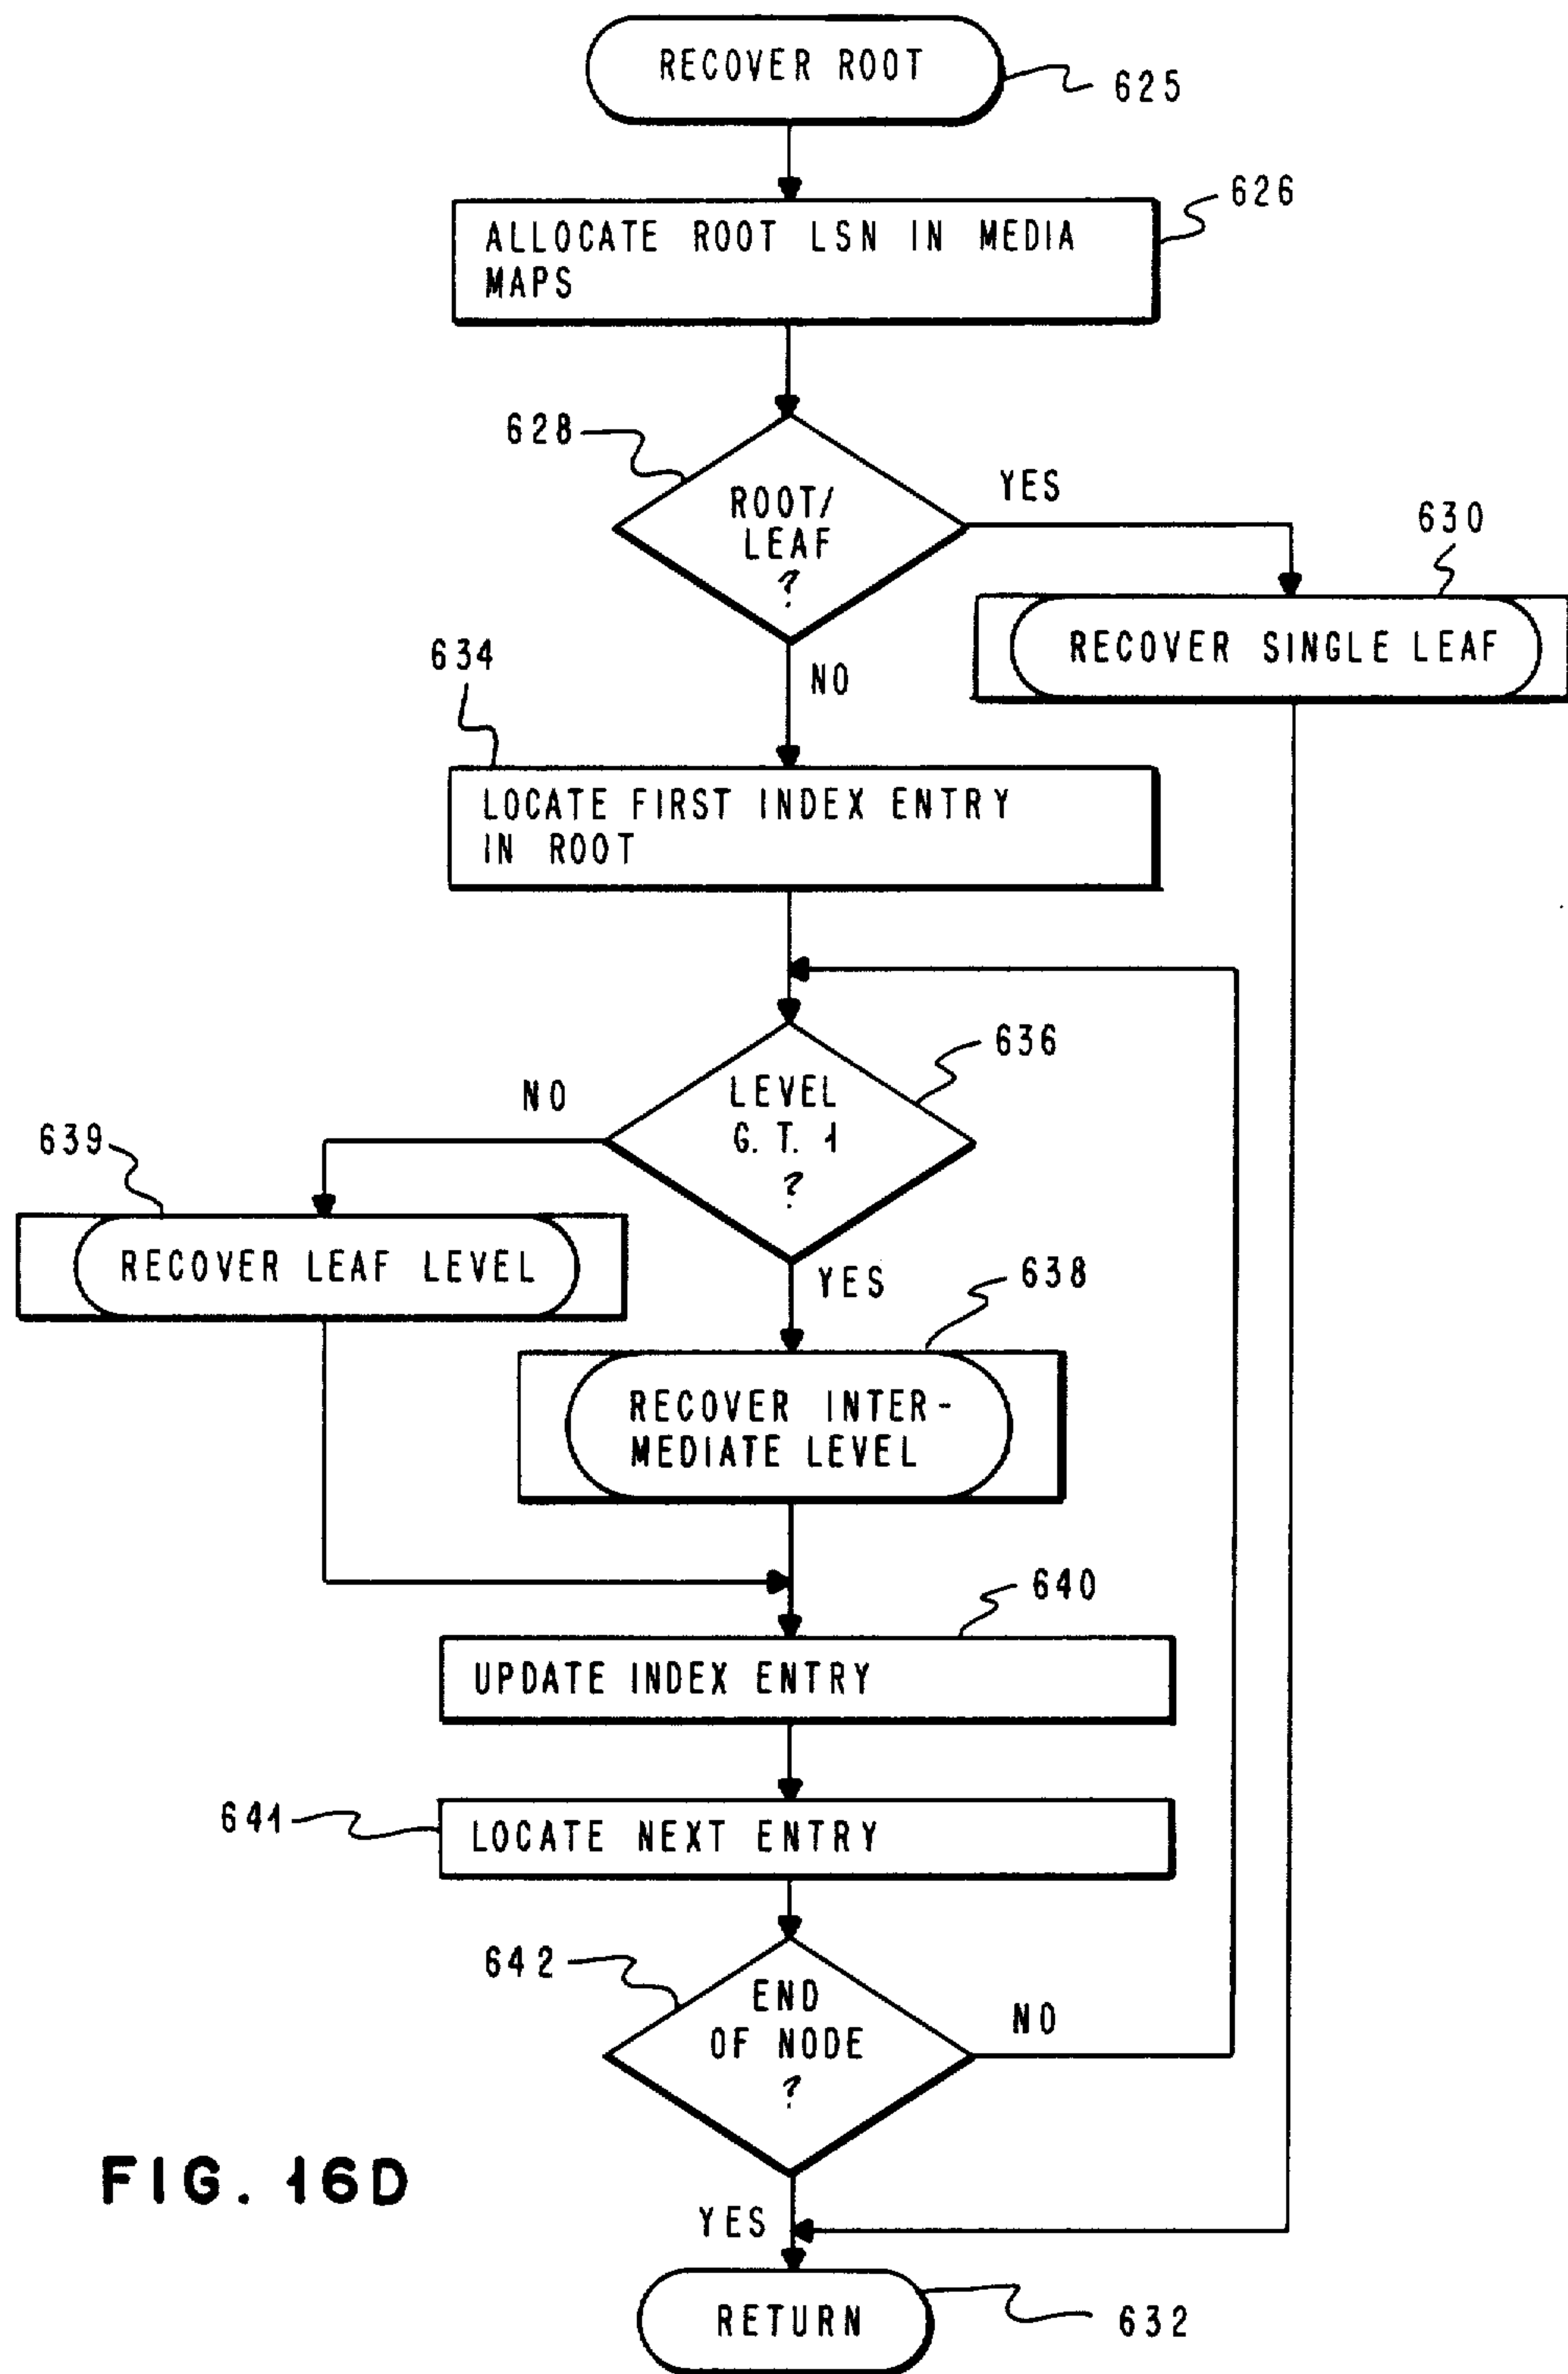 RECOVER ROOT
625
626
ALLOCATE ROOT LSN IN MEDIA
MAPS
628
ROOT/
LEAF
?
YES
630
RECOVER SINGLE LEAF
NO
634
LOCATE FIRST INDEX ENTRY
IN ROOT
636
LEVEL
G. T. 1
?
NO
639
RECOVER LEAF LEVEL
YES
638
RECOVER INTER-
MEDIATE LEVEL
640
UPDATE INDEX ENTRY
641
LOCATE NEXT ENTRY
642
END
OF NODE
?
NO
FIG. 16D
YES
RETURN
632